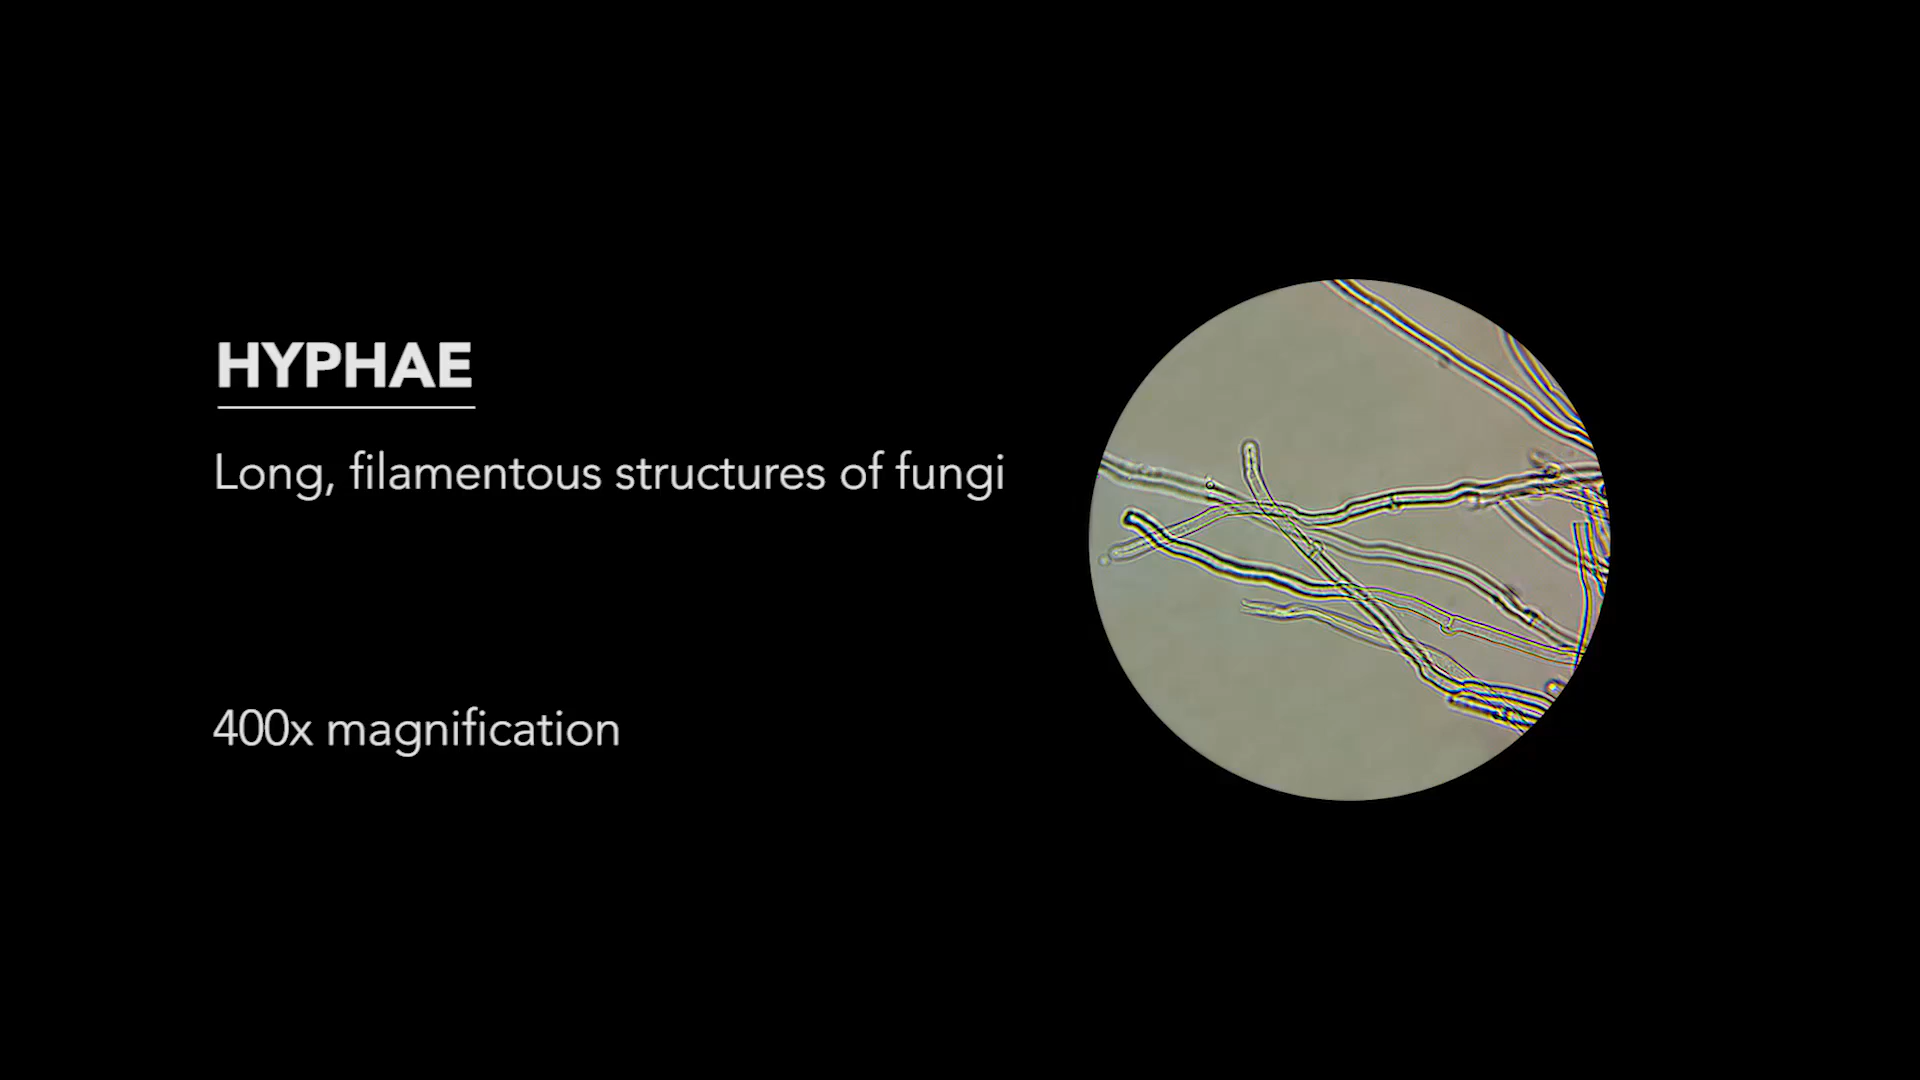 HYPHAE
Long, filamentous structures of fungi
400x magnification